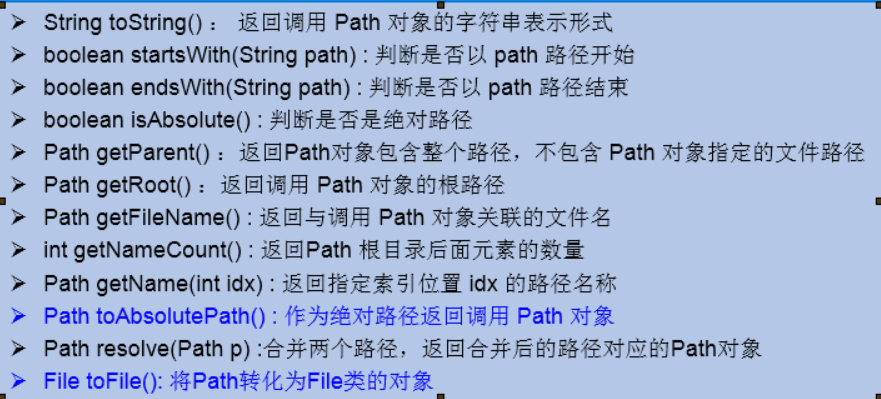 ➤ String toString() : 返回调用 Path 对象的字符串表示形式
➤ boolean startsWith(String path) : 判断是否以 path 路径开始
➤ boolean endsWith(String path) : 判断是否以 path 路径结束
➤ boolean isAbsolute() : 判断是否是绝对路径
➤ Path getParent() : 返回Path对象包含整个路径，不包含 Path 对象指定的文件路径
➤ Path getRoot() : 返回调用 Path 对象的根路径
➤ Path getFileName() : 返回与调用 Path 对象关联的文件名
➤ int getNameCount() : 返回Path 根目录后面元素的数量
➤ Path getName(int idx) : 返回指定索引位置 idx 的路径名称
➤ Path toAbsolutePath() : 作为绝对路径返回调用 Path 对象
➤ Path resolve(Path p) :合并两个路径，返回合并后的路径对应的Path对象
➤ File toFile(): 将Path转化为File类的对象